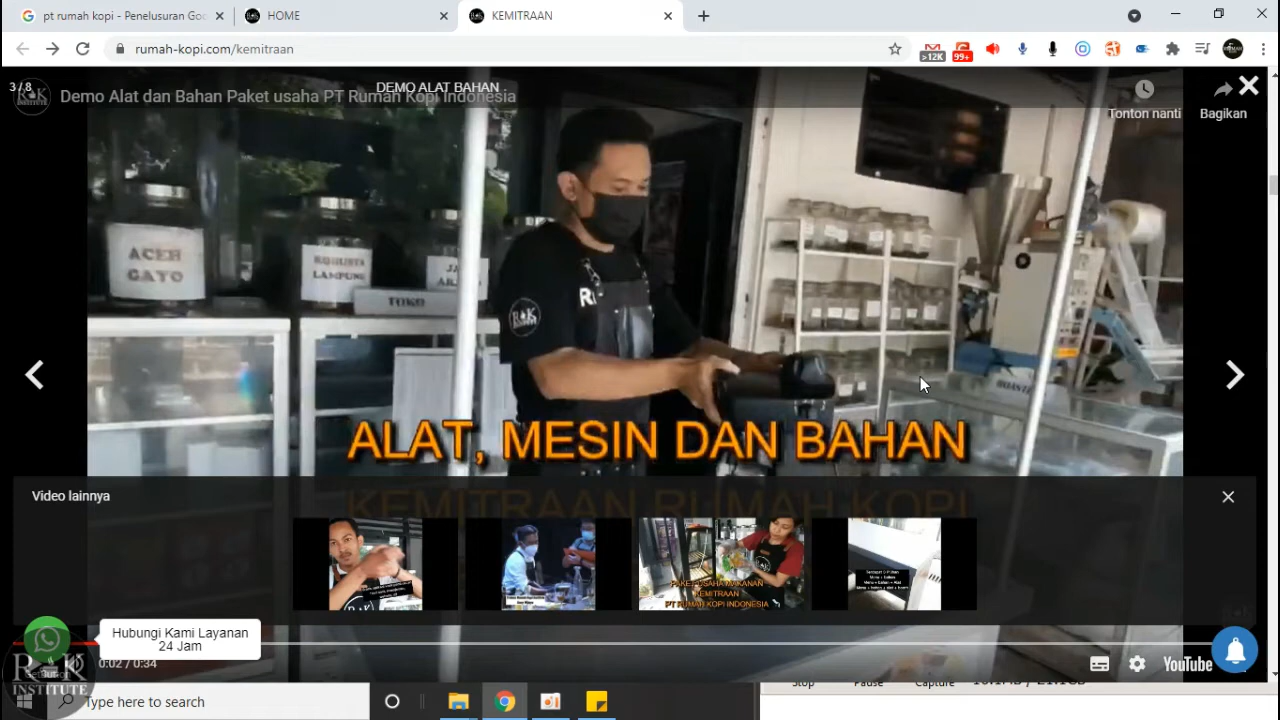 pt rumah kopi - Penelusuran Goo
HOME
KEMITRAAN
rumah-kopi.com/kemitraan
>12K
99+
3 / 8
DEMO ALAT BAHAN
Demo Alat dan Bahan Paket usaha PT Rumah Kopi Indonesia
Tonton nanti
Bagikan
ACEH
GAYO
ROBUSTA
LAMPUNG
TOKO
ALAT, MESIN DAN BAHAN
KEMITRAAN RUMAH KOPI
Video lainnya
PAKET USAHA MAKANAN
KEMITRAAN
PT RUMAH KOPI INDONESIA
Hubungi Kami Layanan
24 Jam
0:02 / 0:34
YouTube
INSTITUTE
Stop
Pause
Capture
Type here to search